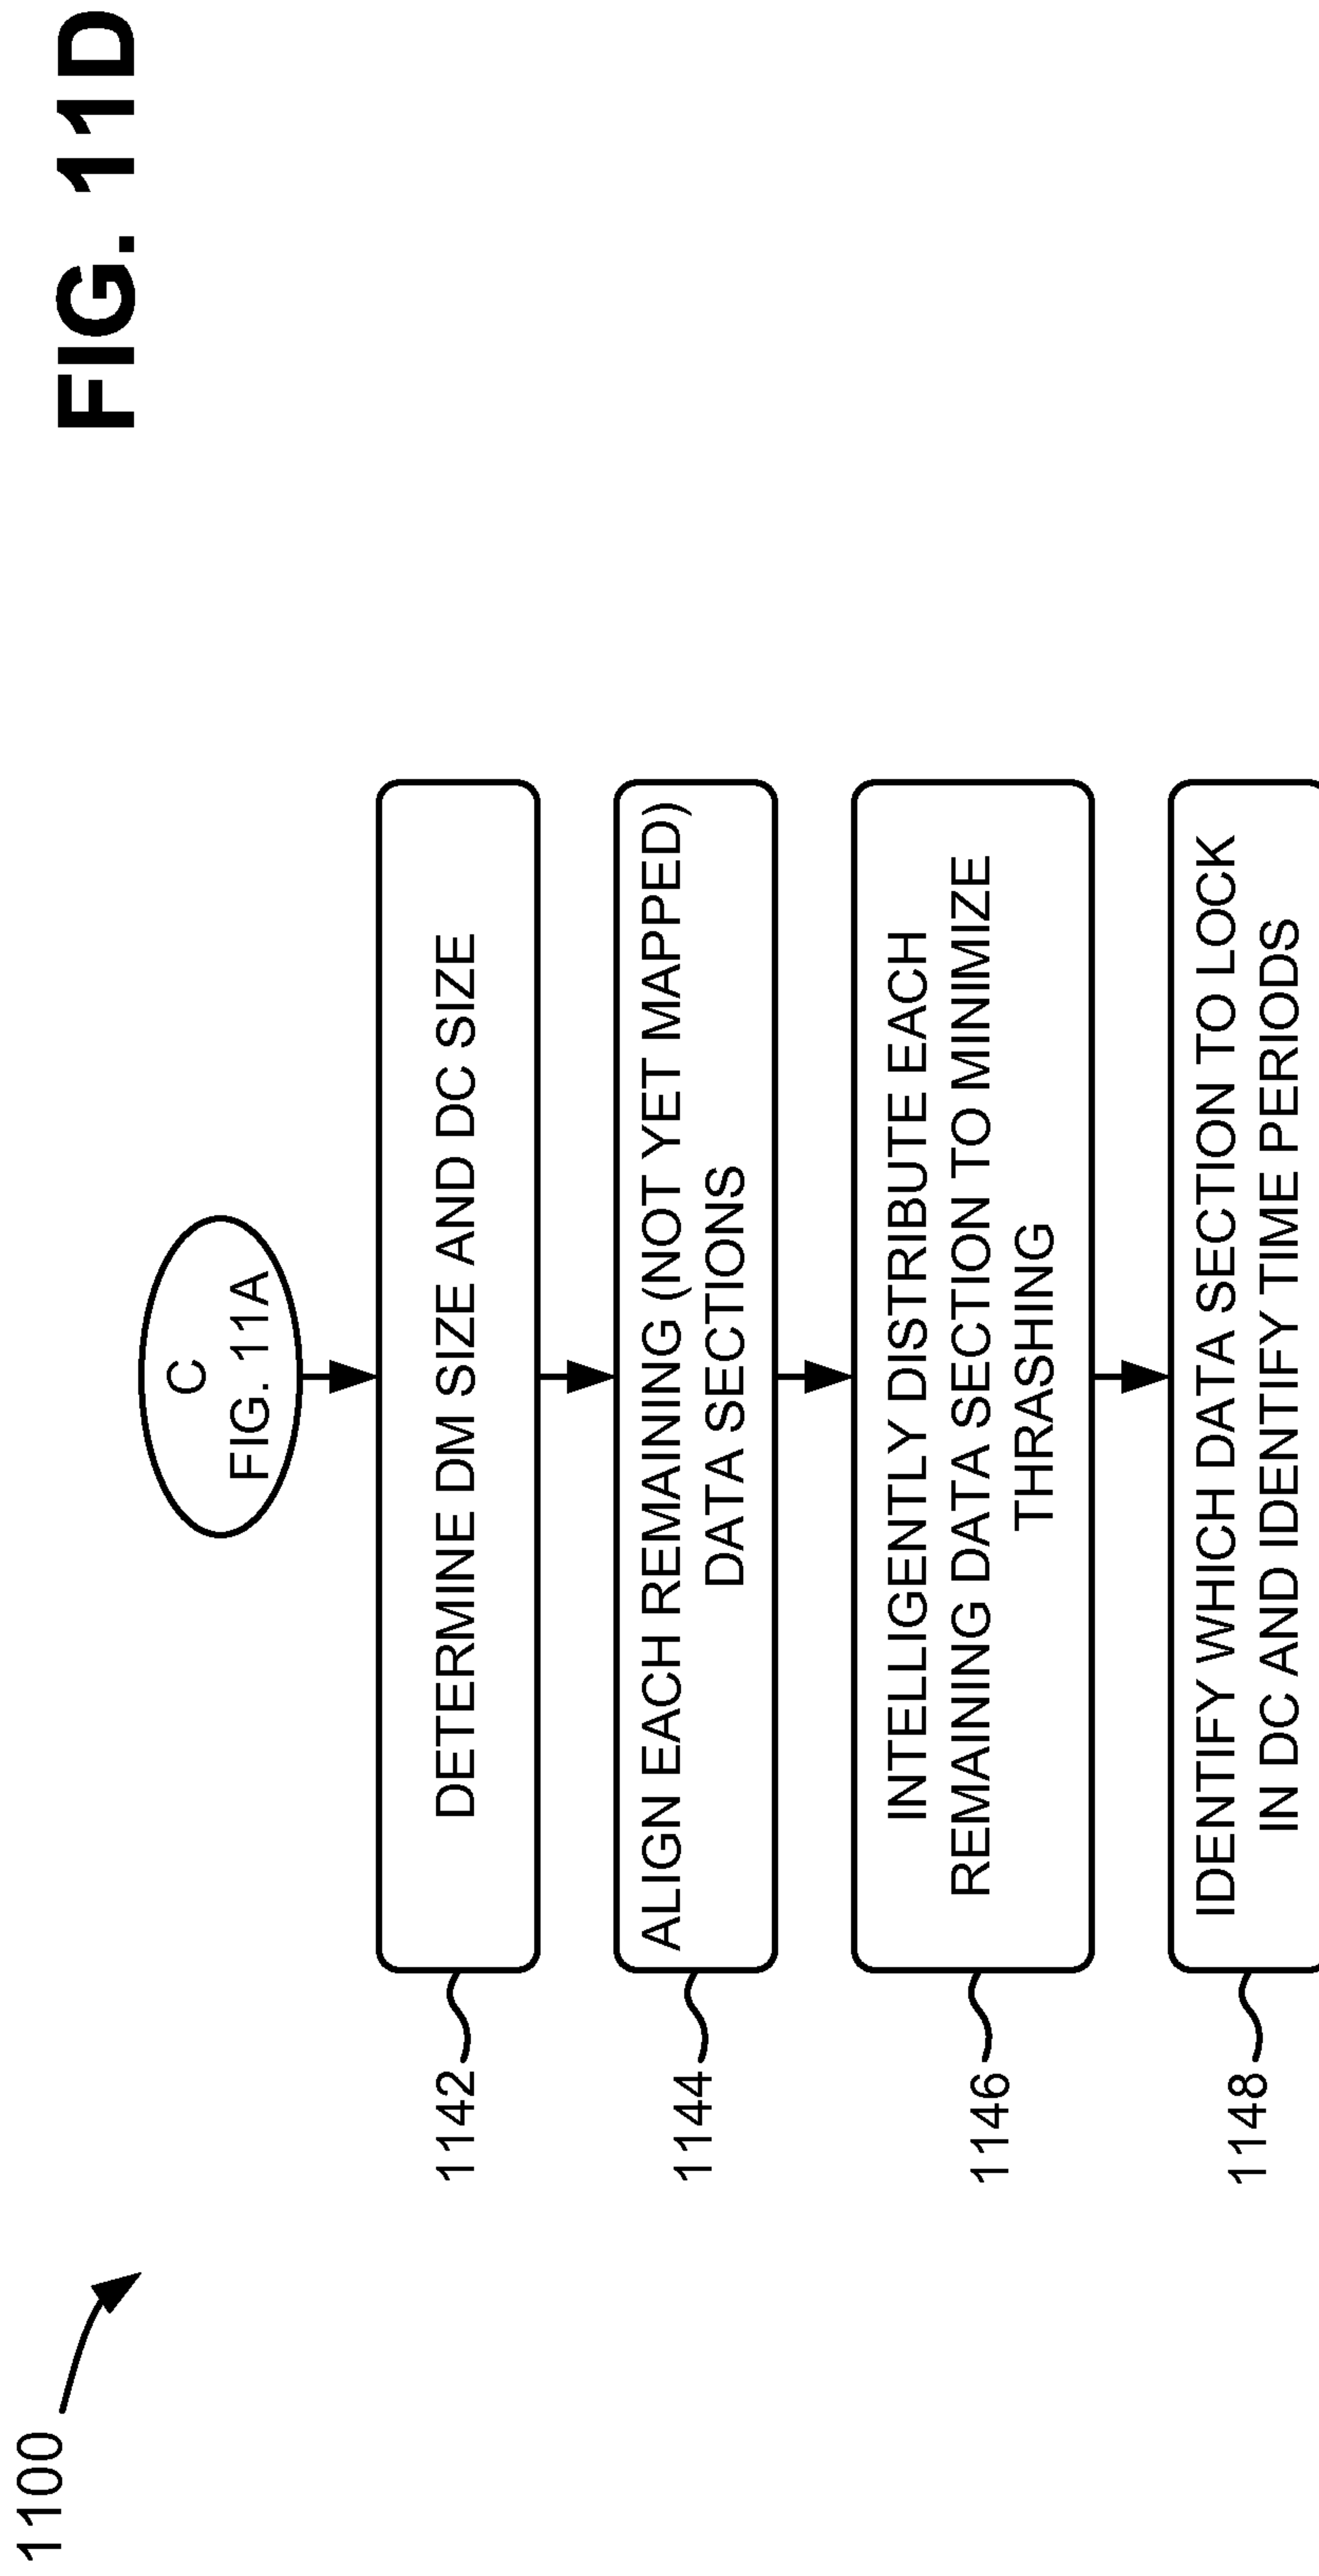 1100
FIG. 11D
C
FIG. 11A
1142
DETERMINE DM SIZE AND DC SIZE
1144
ALIGN EACH REMAINING (NOT YET MAPPED)
DATA SECTIONS
1146
INTELLIGENTLY DISTRIBUTE EACH
REMAINING DATA SECTION TO MINIMIZE
THRASHING
1148
IDENTIFY WHICH DATA SECTION TO LOCK
IN DC AND IDENTIFY TIME PERIODS